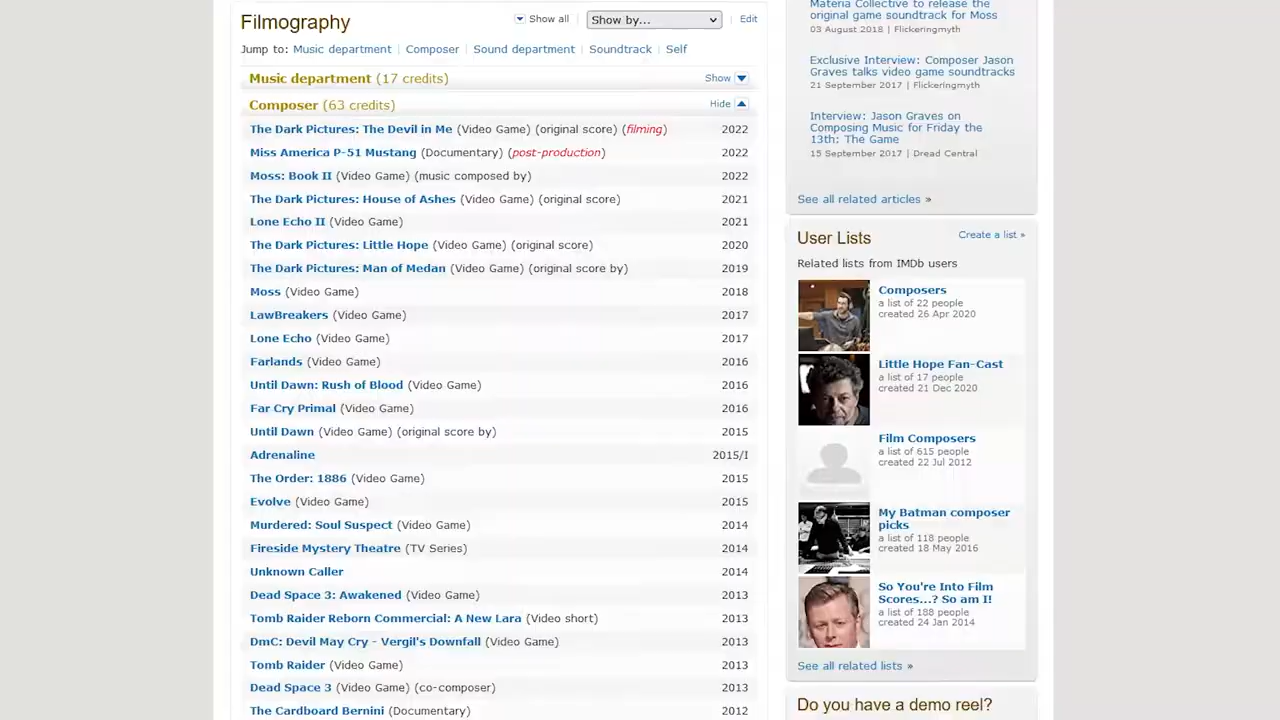 Filmography
Show all | Show by... | Edit
Jump to: Music department | Composer | Sound department | Soundtrack | Self
Music department (17 credits) Show
Composer (63 credits) Hide
The Dark Pictures: The Devil in Me (Video Game) (original score) (filming) 2022
Miss America P-51 Mustang (Documentary) (post-production) 2022
Moss: Book II (Video Game) (music composed by) 2022
The Dark Pictures: House of Ashes (Video Game) (original score) 2021
Lone Echo II (Video Game) 2021
The Dark Pictures: Little Hope (Video Game) (original score) 2020
The Dark Pictures: Man of Medan (Video Game) (original score by) 2019
Moss (Video Game) 2018
LawBreakers (Video Game) 2017
Lone Echo (Video Game) 2017
Farlands (Video Game) 2016
Until Dawn: Rush of Blood (Video Game) 2016
Far Cry Primal (Video Game) 2016
Until Dawn (Video Game) (original score by) 2015
Adrenaline 2015/I
The Order: 1886 (Video Game) 2015
Evolve (Video Game) 2015
Murdered: Soul Suspect (Video Game) 2014
Fireside Mystery Theatre (TV Series) 2014
Unknown Caller 2014
Dead Space 3: Awakened (Video Game) 2013
Tomb Raider Reborn Commercial: A New Lara (Video short) 2013
DmC: Devil May Cry - Vergil's Downfall (Video Game) 2013
Tomb Raider (Video Game) 2013
Dead Space 3 (Video Game) (co-composer) 2013
The Cardboard Bernini (Documentary) 2012
Materia Collective to release the
original game soundtrack for Moss
03 August 2018 | Flickeringmyth
Exclusive Interview: Composer Jason
Graves talks video game soundtracks
21 September 2017 | Flickeringmyth
Interview: Jason Graves on
Composing Music for Friday the
13th: The Game
15 September 2017 | Dread Central
See all related articles »
User Lists Create a list »
Related lists from IMDb users
Composers
a list of 22 people
created 26 Apr 2020
Little Hope Fan-Cast
a list of 17 people
created 21 Dec 2020
Film Composers
a list of 615 people
created 22 Jul 2012
My Batman composer
picks
a list of 118 people
created 18 May 2016
So You're Into Film
Scores...? So am I!
a list of 188 people
created 24 Jan 2014
See all related lists »
Do you have a demo reel?